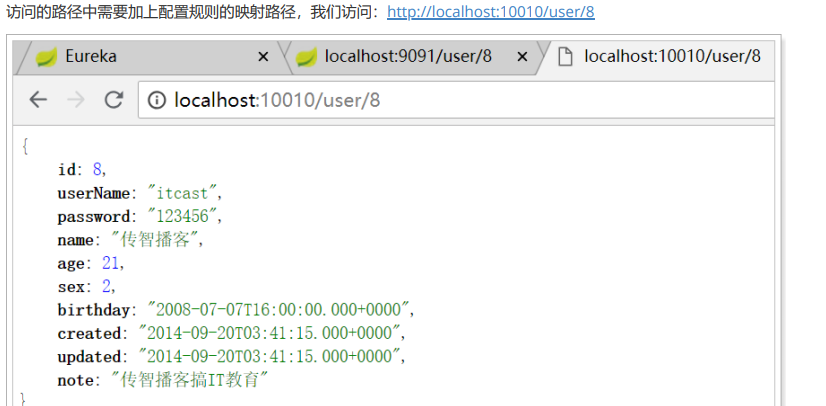 访问的路径中需要加上配置规则的映射路径，我们访问：http://localhost:10010/user/8
Eureka × localhost:9091/user/8 × localhost:10010/user/8
localhost:10010/user/8
{
id: 8,
userName: "itcast",
password: "123456",
name: "传智播客",
age: 21,
sex: 2,
birthday: "2008-07-07T16:00:00.000+0000",
created: "2014-09-20T03:41:15.000+0000",
updated: "2014-09-20T03:41:15.000+0000",
note: "传智播客搞IT教育"
}